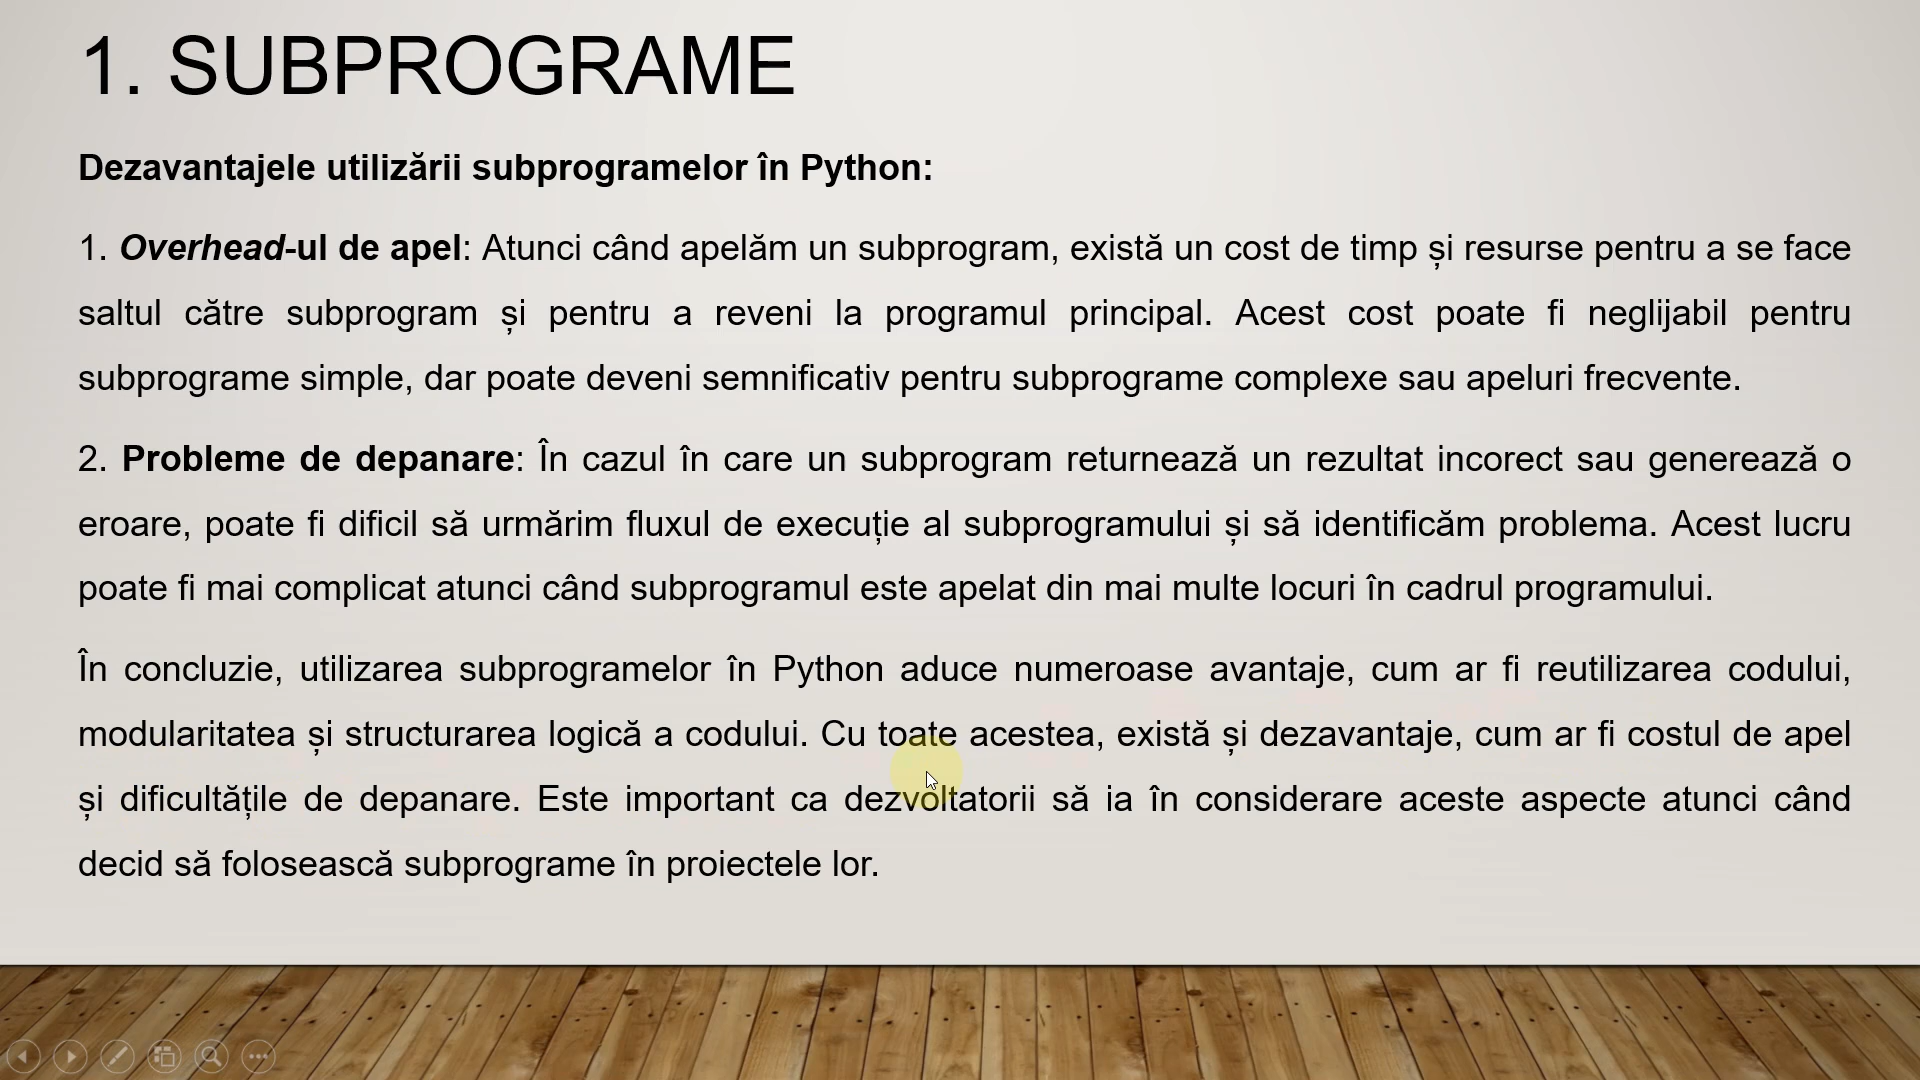 1. SUBPROGRAME
Dezavantajele utilizării subprogramelor în Python:
1. Overhead-ul de apel: Atunci când apelăm un subprogram, există un cost de timp și resurse pentru a se face
saltul către subprogram și pentru a reveni la programul principal. Acest cost poate fi neglijabil pentru
subprograme simple, dar poate deveni semnificativ pentru subprograme complexe sau apeluri frecvente.
2. Probleme de depanare: În cazul în care un subprogram returnează un rezultat incorect sau generează o
eroare, poate fi dificil să urmărim fluxul de execuție al subprogramului și să identificăm problema. Acest lucru
poate fi mai complicat atunci când subprogramul este apelat din mai multe locuri în cadrul programului.
În concluzie, utilizarea subprogramelor în Python aduce numeroase avantaje, cum ar fi reutilizarea codului,
modularitatea și structurarea logică a codului. Cu toate acestea, există și dezavantaje, cum ar fi costul de apel
și dificultățile de depanare. Este important ca dezvoltatorii să ia în considerare aceste aspecte atunci când
decid să folosească subprograme în proiectele lor.